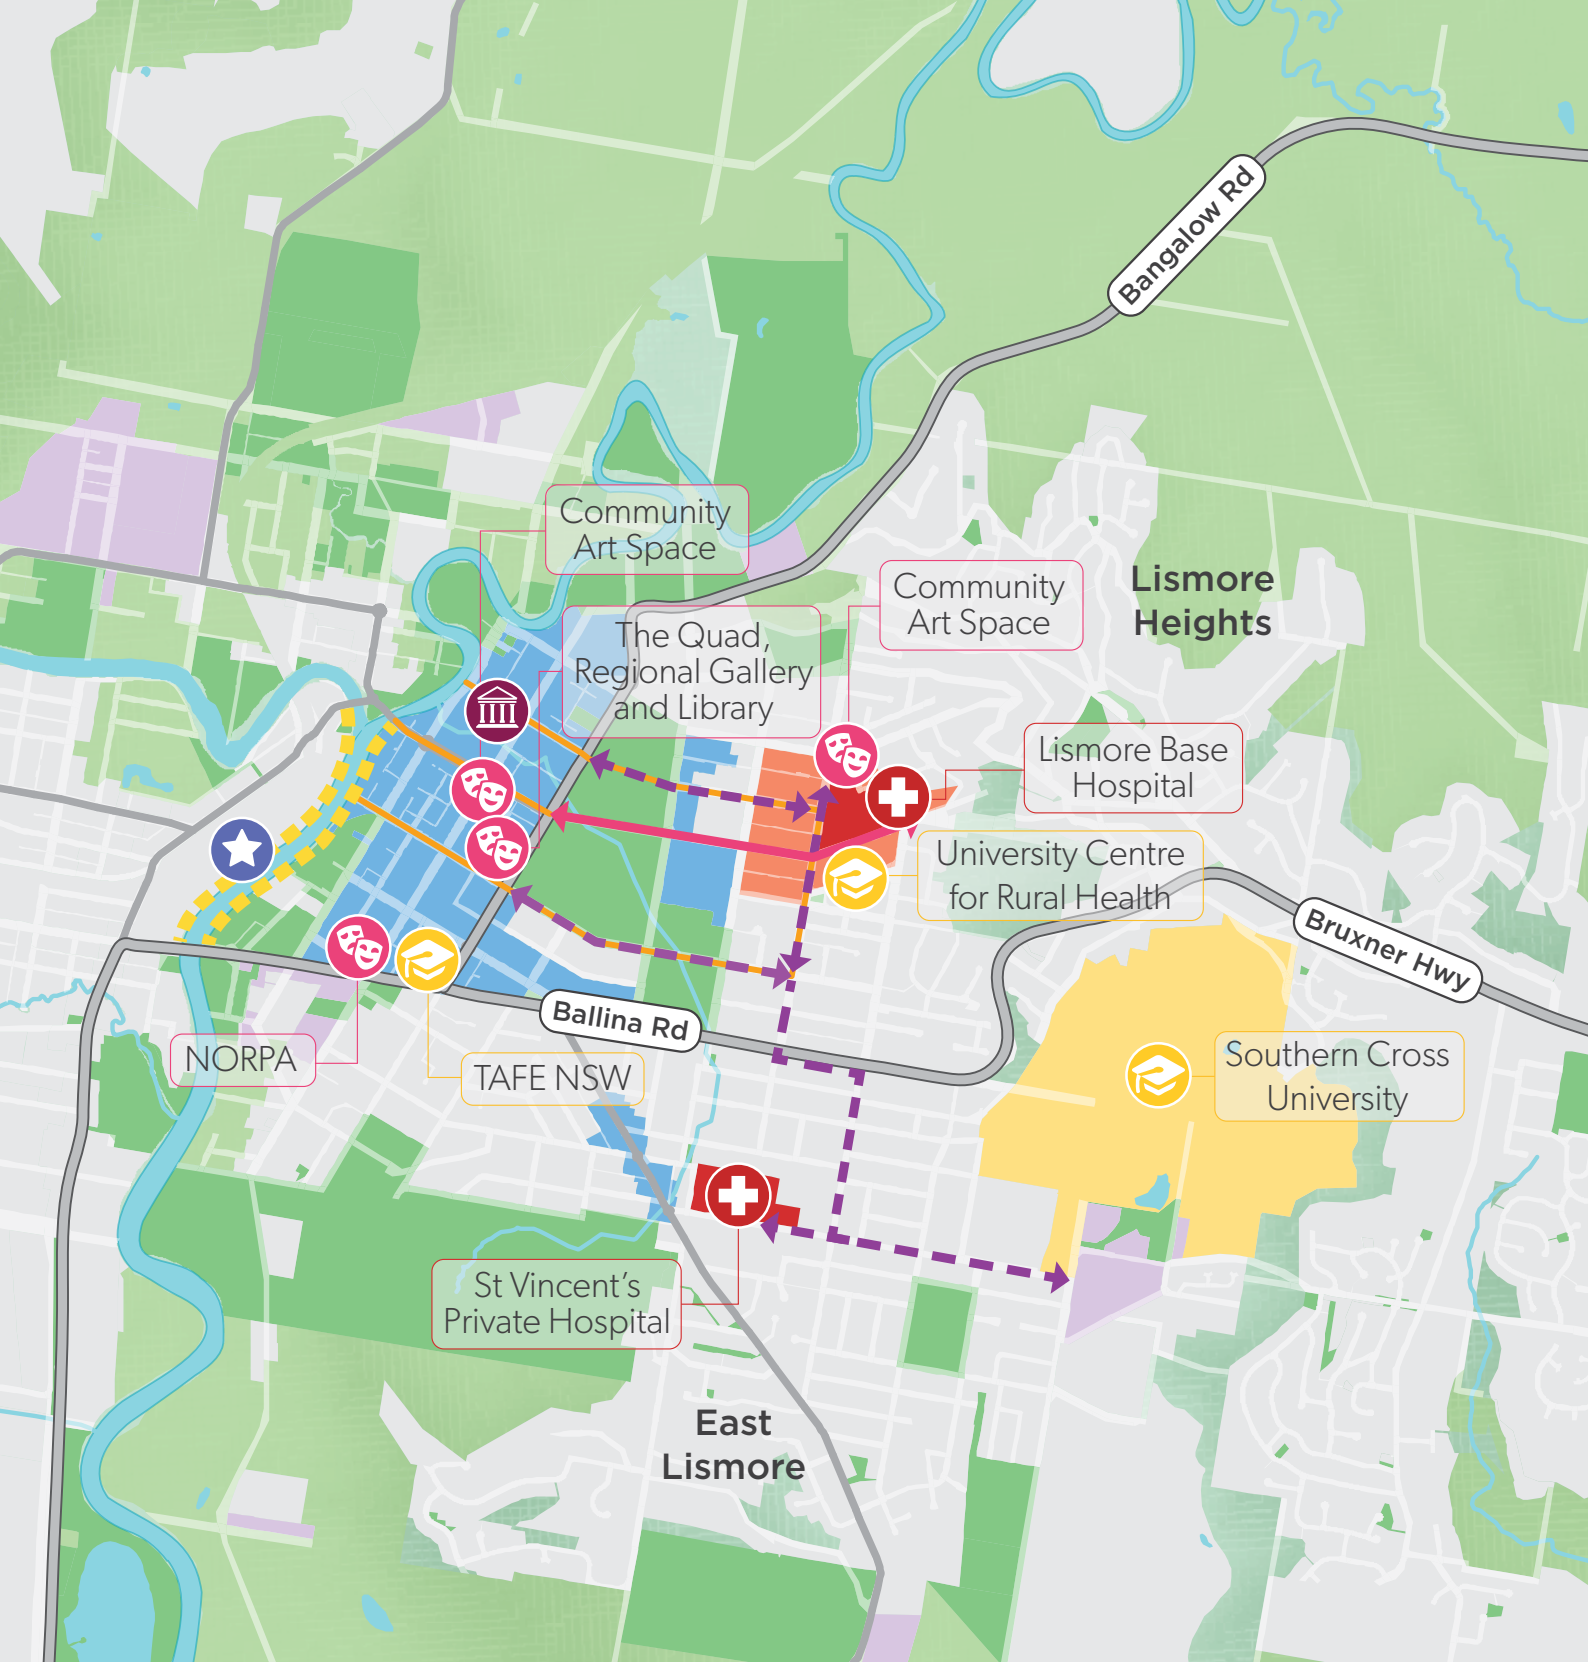 Bangalow Rd
Community
Art Space
Community
Art Space
Lismore
Heights
The Quad,
Regional Gallery
and Library
Lismore Base
Hospital
University Centre
for Rural Health
Bruxner Hwy
Ballina Rd
NORPA
TAFE NSW
Southern Cross
University
St Vincent's
Private Hospital
East
Lismore